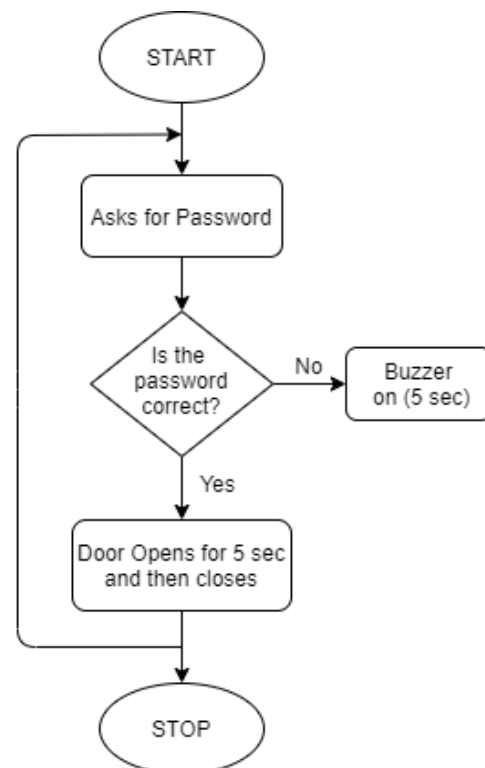 START
Asks for Password
Is the
password
correct?
No
Buzzer
on (5 sec)
Yes
Door Opens for 5 sec
and then closes
STOP